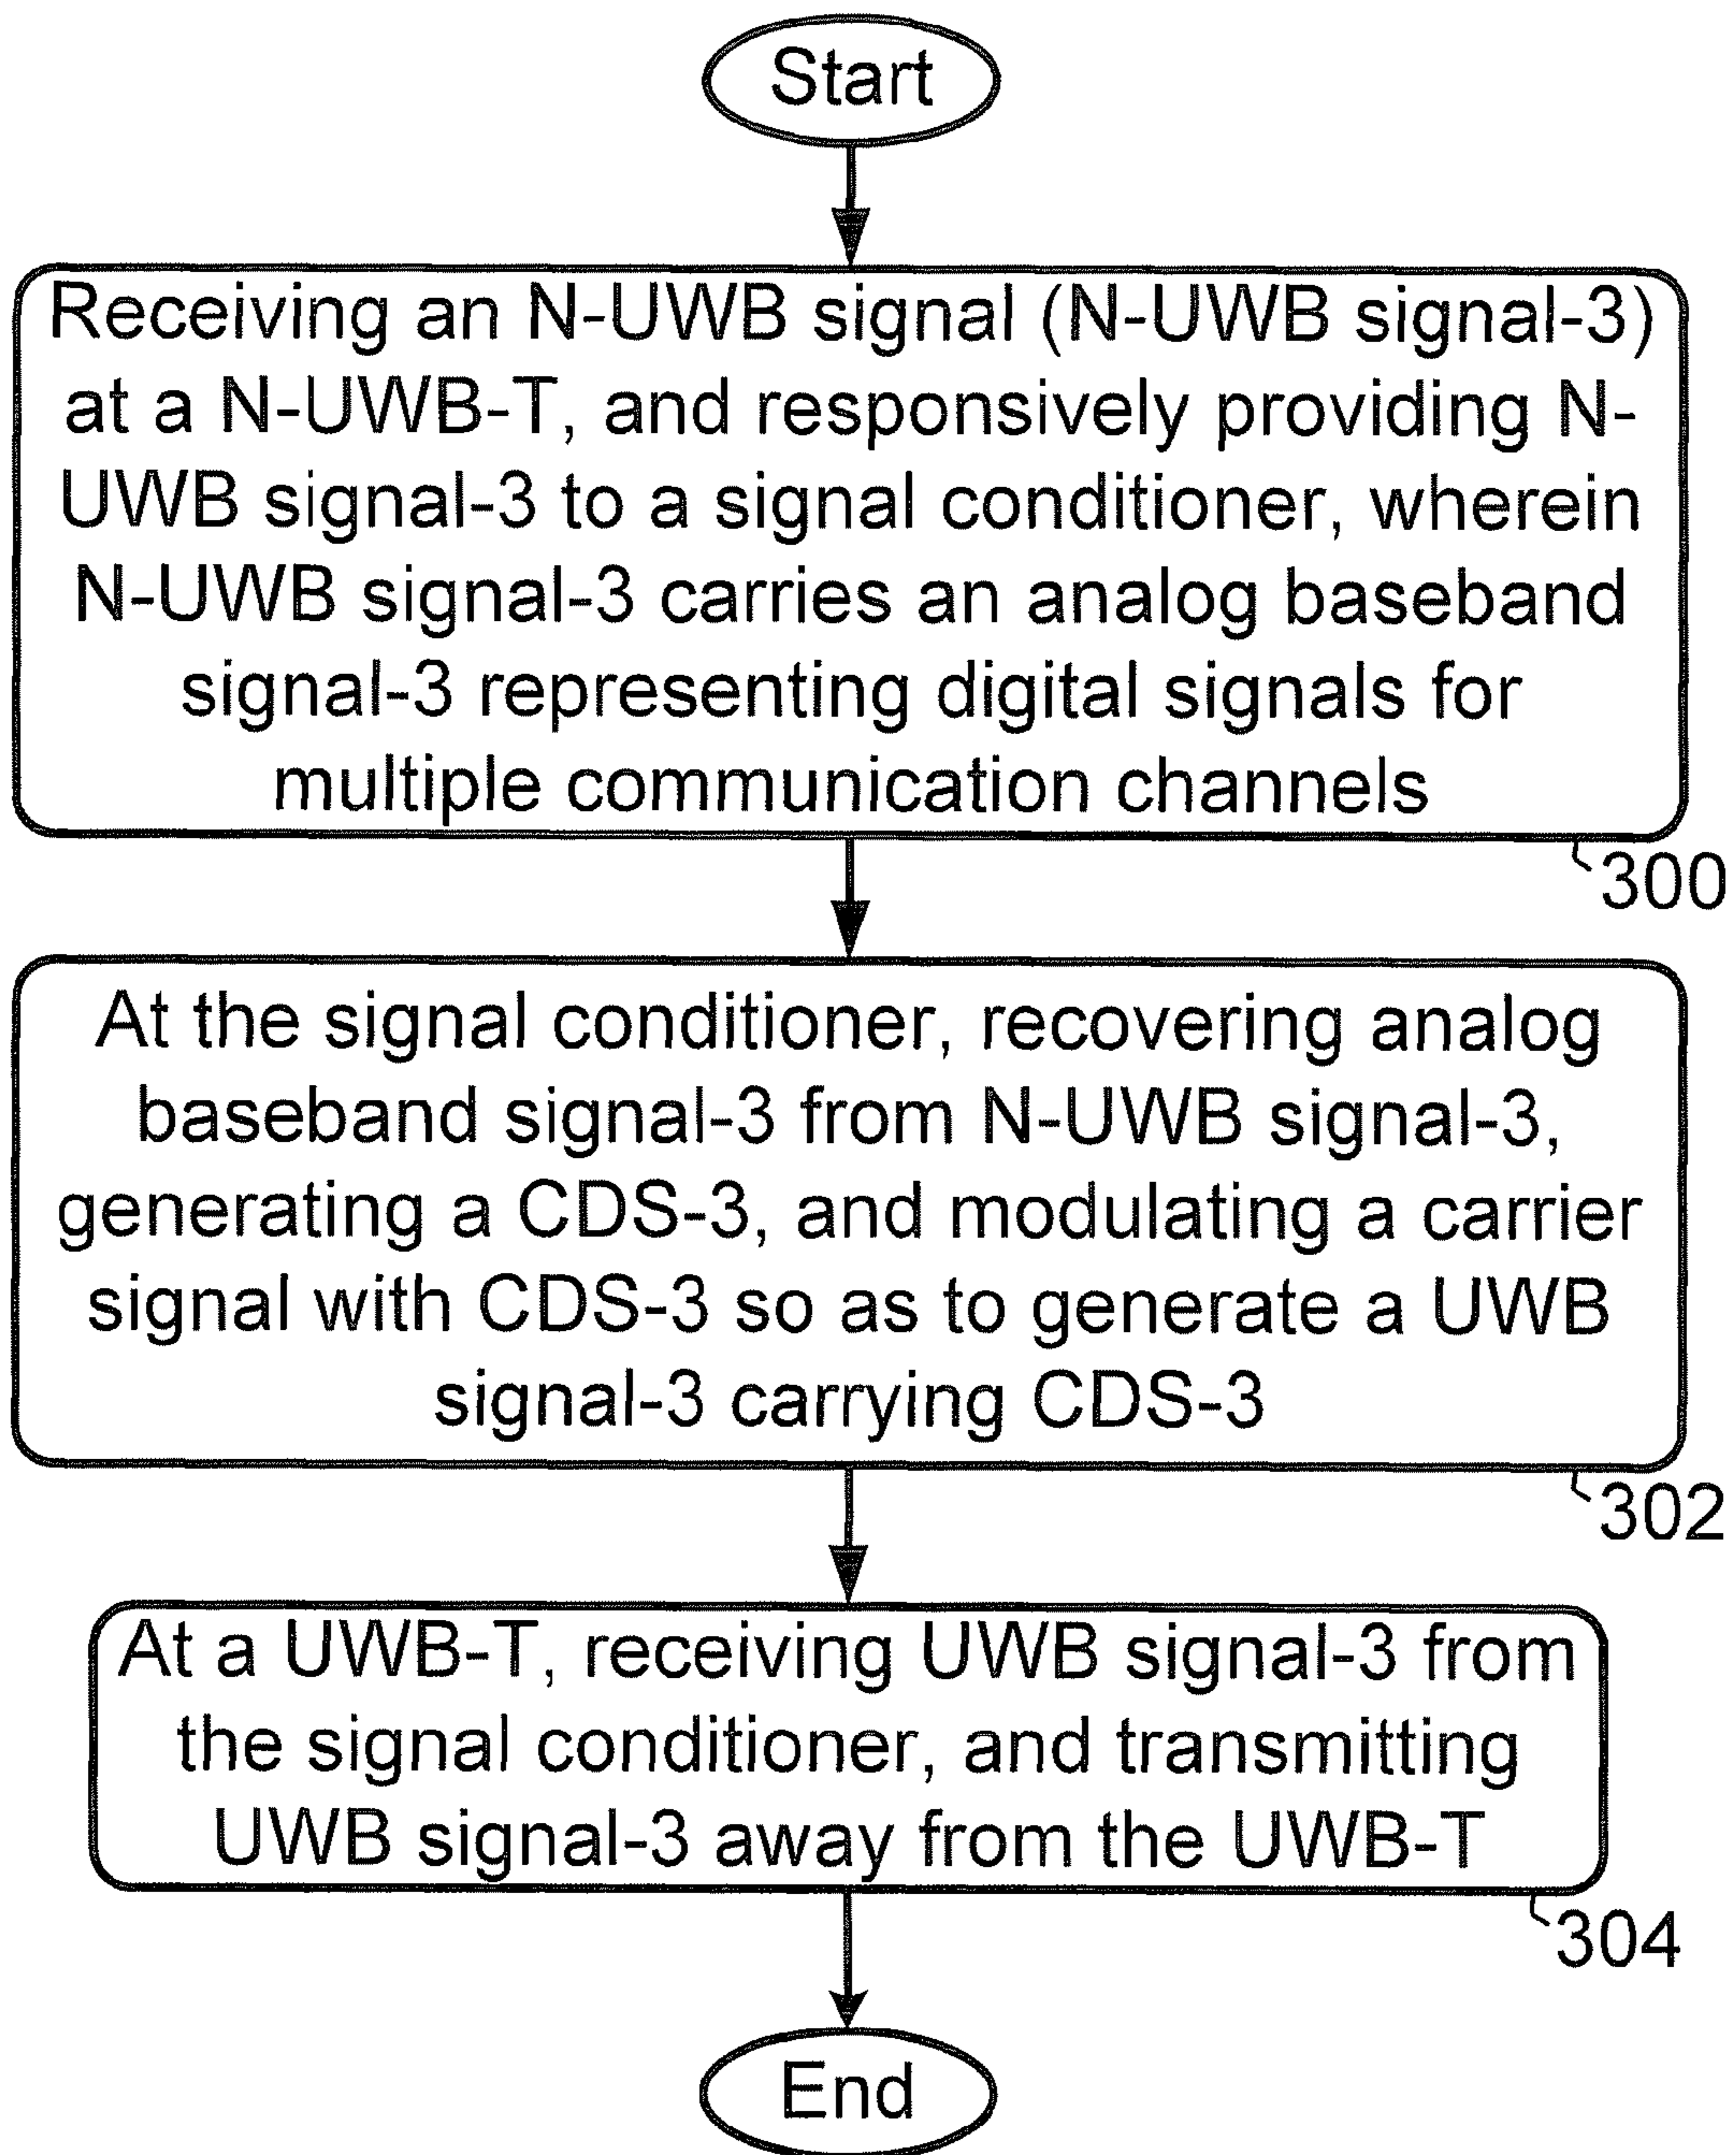 Start
Receiving an N-UWB signal (N-UWB signal-3)
at a N-UWB-T, and responsively providing N-
UWB signal-3 to a signal conditioner, wherein
N-UWB signal-3 carries an analog baseband
signal-3 representing digital signals for
multiple communication channels
300
At the signal conditioner, recovering analog
baseband signal-3 from N-UWB signal-3,
generating a CDS-3, and modulating a carrier
signal with CDS-3 so as to generate a UWB
signal-3 carrying CDS-3
302
At a UWB-T, receiving UWB signal-3 from
the signal conditioner, and transmitting
UWB signal-3 away from the UWB-T
304
End